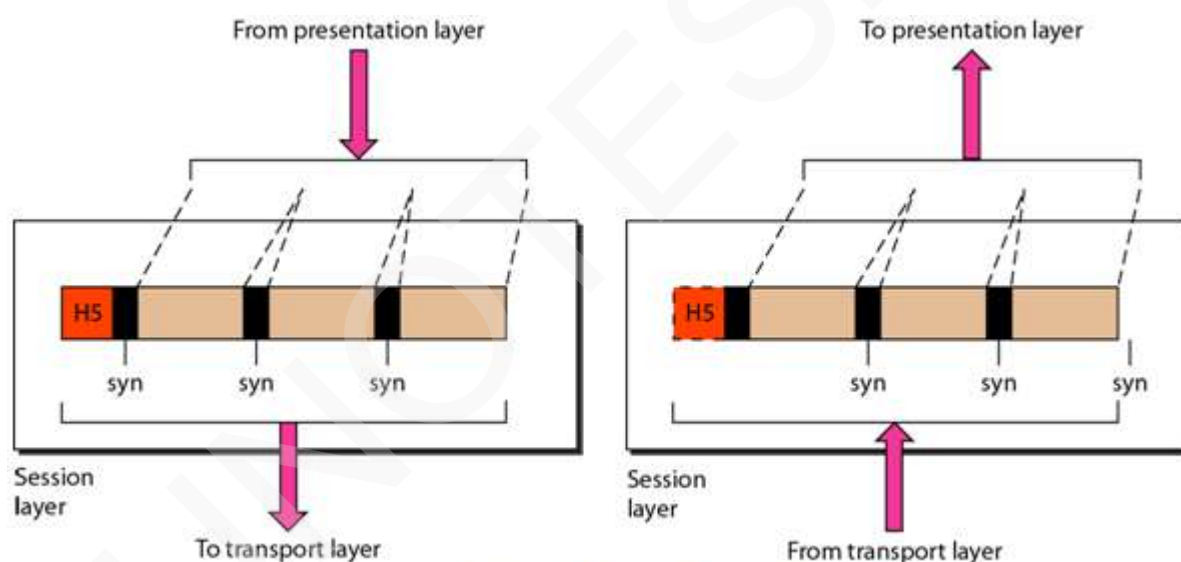 From presentation layer
To presentation layer
H5
H5
syn
syn
syn
syn
syn
syn
Session
layer
Session
layer
To transport layer
From transport layer
NOTES